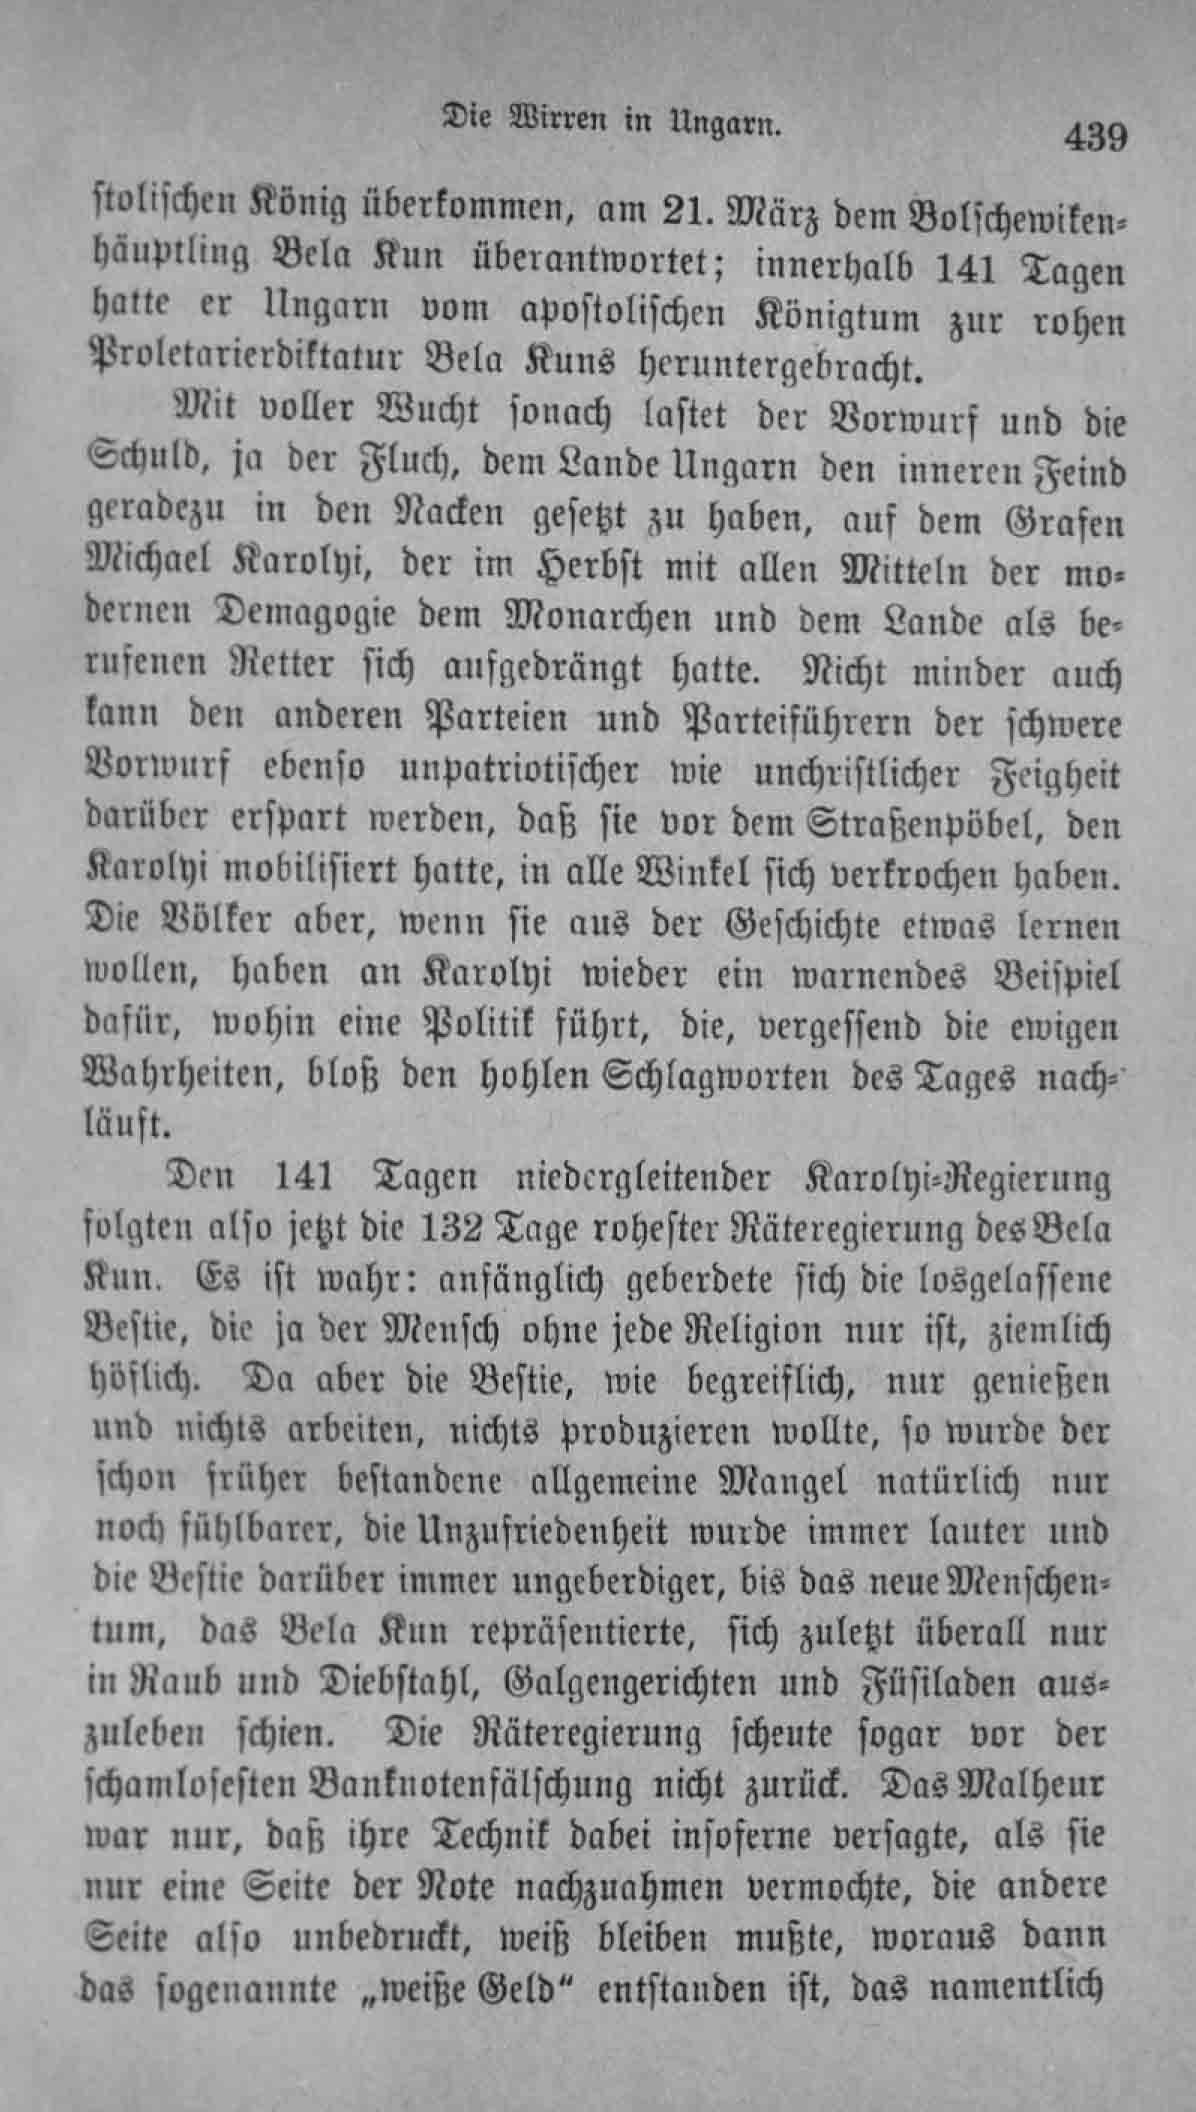 Die Wirren in Ungarn.
439
stolischen König überkommen, am 21. März dem Bolschewiken-
häuptling Bela Kun überantwortet; innerhalb 141 Tagen
hatte er Ungarn vom apostolischen Königtum zur rohen
Proletarierdiktatur Bela Kuns heruntergebracht.
Mit voller Wucht sonach lastet der Vorwurf und die
Schuld, ja der Fluch, dem Lande Ungarn den inneren Feind
geradezu in den Nacken gesetzt zu haben, auf dem Grafen
Michael Karolyi, der im Herbst mit allen Mitteln der mo-
dernen Demagogie dem Monarchen und dem Lande als be-
rufenen Retter sich aufgedrängt hatte. Nicht minder auch
kann den anderen Parteien und Parteiführern der schwere
Vorwurf ebenso unpatriotischer wie unchristlicher Feigheit
darüber erspart werden, daß sie vor dem Straßenpöbel, den
Karolyi mobilisiert hatte, in alle Winkel sich verkrochen haben.
Die Völker aber, wenn sie aus der Geschichte etwas lernen
wollen, haben an Karolyi wieder ein warnendes Beispiel
dafür, wohin eine Politik führt, die, vergessend die ewigen
Wahrheiten, bloß den hohlen Schlagworten des Tages nach-
läuft.
Den 141 Tagen niedergleitender Karolyi-Regierung
folgten also jetzt die 132 Tage rohester Räteregierung des Bela
Kun. Es ist wahr: anfänglich geberdete sich die losgelassene
Bestie, die ja der Mensch ohne jede Religion nur ist, ziemlich
höflich. Da aber die Bestie, wie begreiflich, nur genießen
und nichts arbeiten, nichts produzieren wollte, so wurde der
schon früher bestandene allgemeine Mangel natürlich nur
noch fühlbarer, die Unzufriedenheit wurde immer lauter und
die Bestie darüber immer ungeberdiger, bis das neue Menschen-
tum, das Bela Kun repräsentierte, sich zuletzt überall nur
in Raub und Diebstahl, Galgengerichten und Füsiladen aus-
zuleben schien. Die Räteregierung scheute sogar vor der
schamlosesten Banknotenfälschung nicht zurück. Das Malheur
war nur, daß ihre Technik dabei insoferne versagte, als sie
nur eine Seite der Note nachzuahmen vermochte, die andere
Seite also unbedruckt, weiß bleiben mußte, woraus dann
das sogenannte „weiße Geld“ entstanden ist, das namentlich